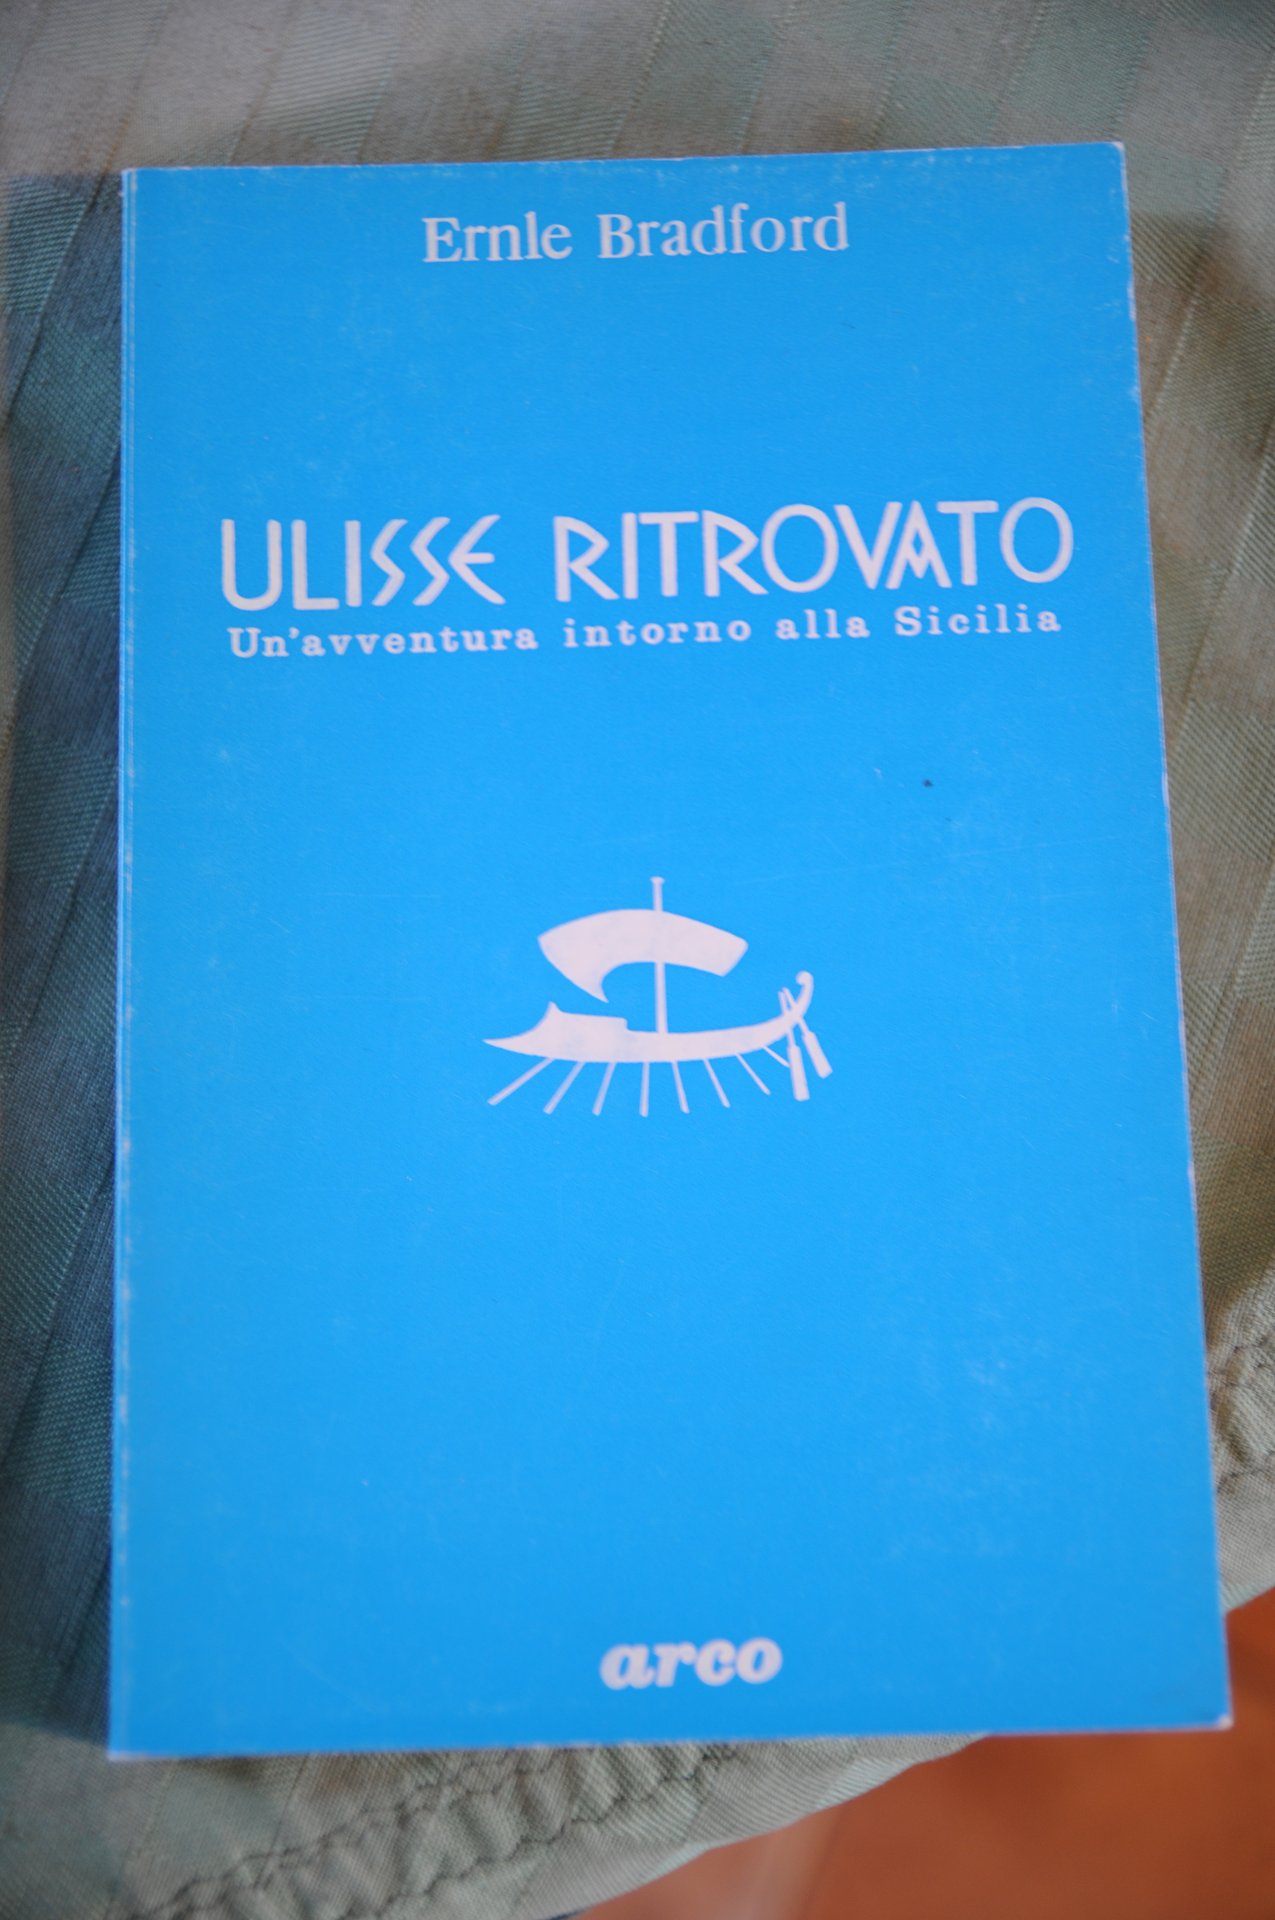 Ernle Bradford
ULISSE RITROVATO
Un'avventura intorno alla Sicilia
arco